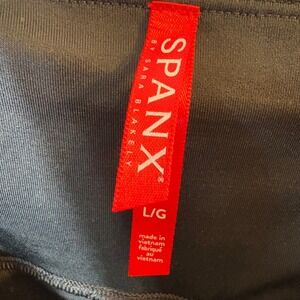 SPANX®
BY SARA BLAKELY
L/G
made in
vietnam
fabriqué
au
vietnam